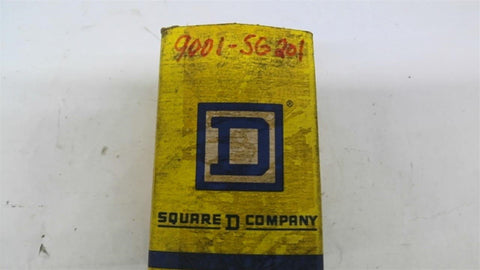 9001-SG201
D ®
SQUARE D COMPANY